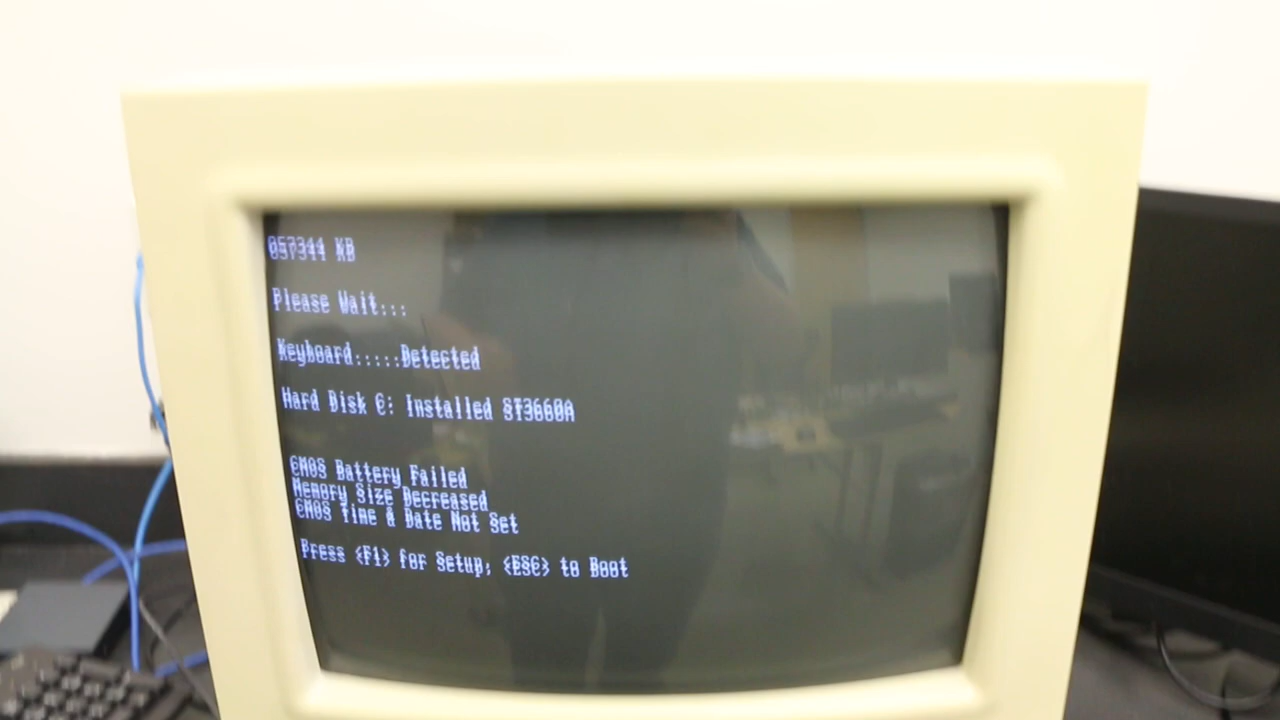 057344 KB
Please Wait...
Keyboard.....Detected
Hard Disk C: Installed ST3660A
CMOS Battery Failed
Memory Size Decreased
CMOS Time & Date Not Set
Press <F1> for Setup, <ESC> to Boot